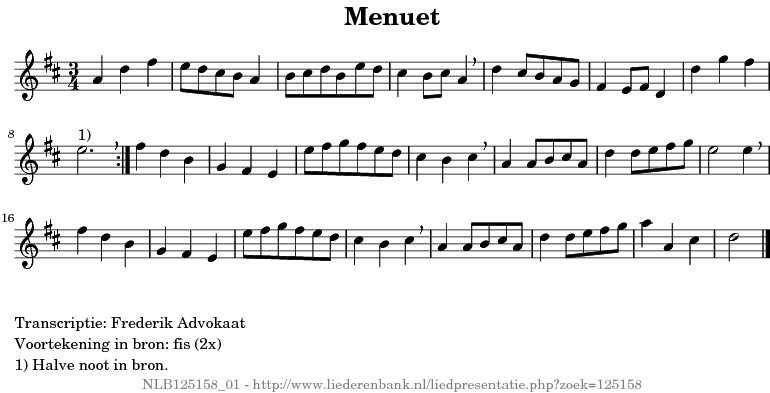 Menuet
3
4
8
1)
16
Transcriptie: Frederik Advokaat
Voortekening in bron: fis (2x)
1) Halve noot in bron.
NLB125158_01 - http://www.liederenbank.nl/liedpresentatie.php?zoek=125158